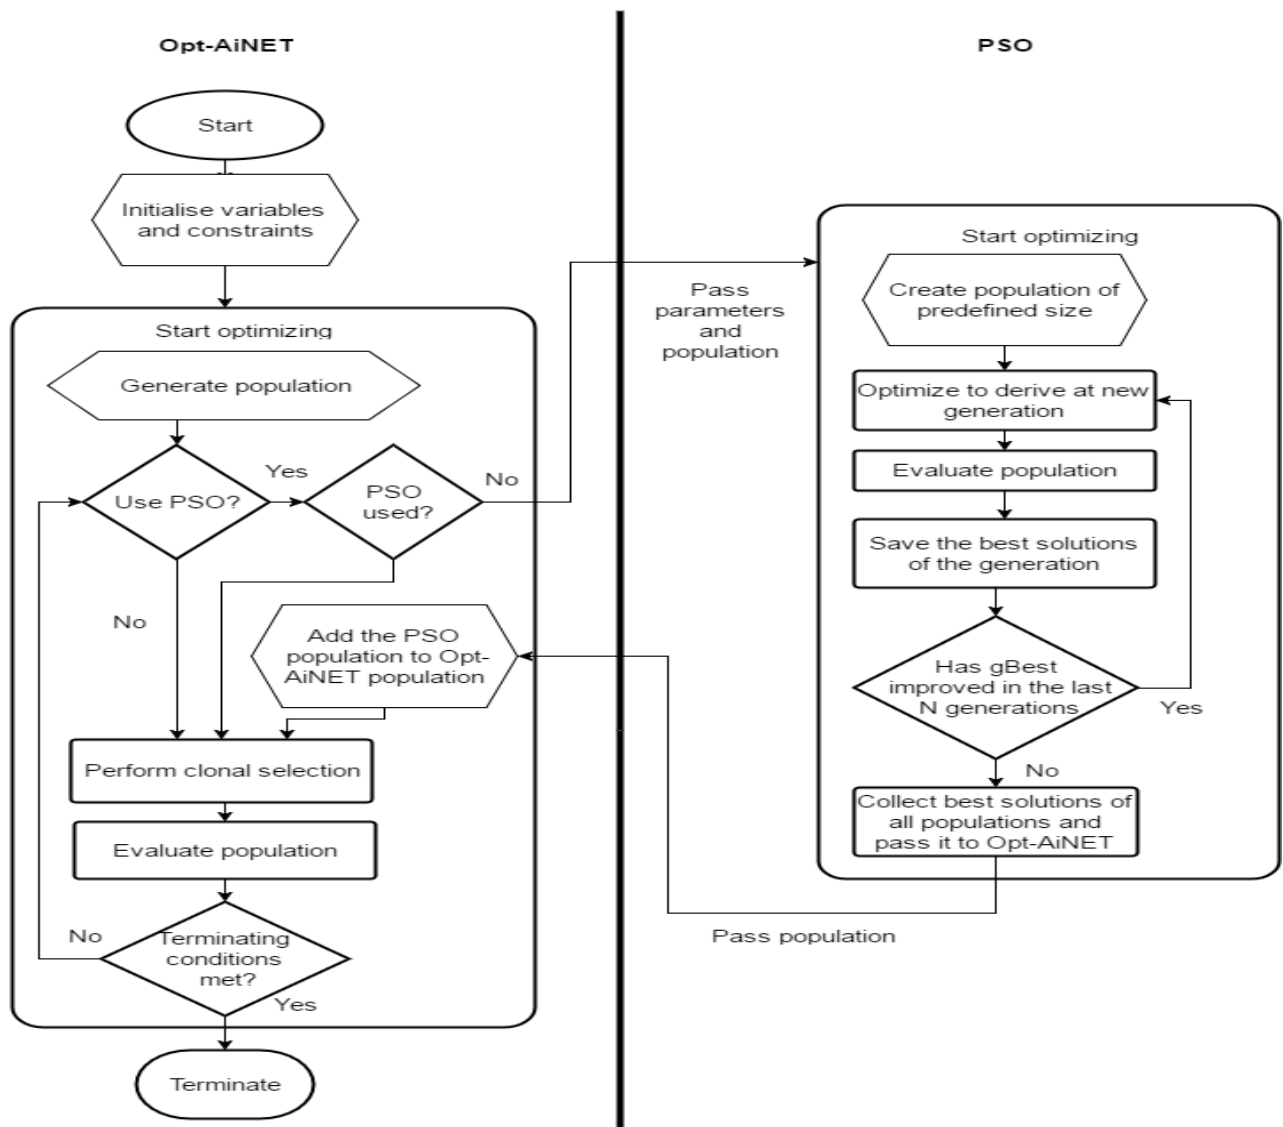 Opt-AiNET
PSO
Start
Initialise variables
and constraints
Start optimizing
Generate population
Use PSO?
Yes
PSO
used?
No
No
Add the PSO
population to Opt-
AiNET population
Perform clonal selection
Evaluate population
Terminating
conditions
met?
No
Yes
Terminate
Pass
parameters
and
population
Start optimizing
Create population of
predefined size
Optimize to derive at new
generation
Evaluate population
Save the best solutions
of the generation
Has gBest
improved in the last
N generations
Yes
No
Collect best solutions of
all populations and
pass it to Opt-AiNET
Pass population